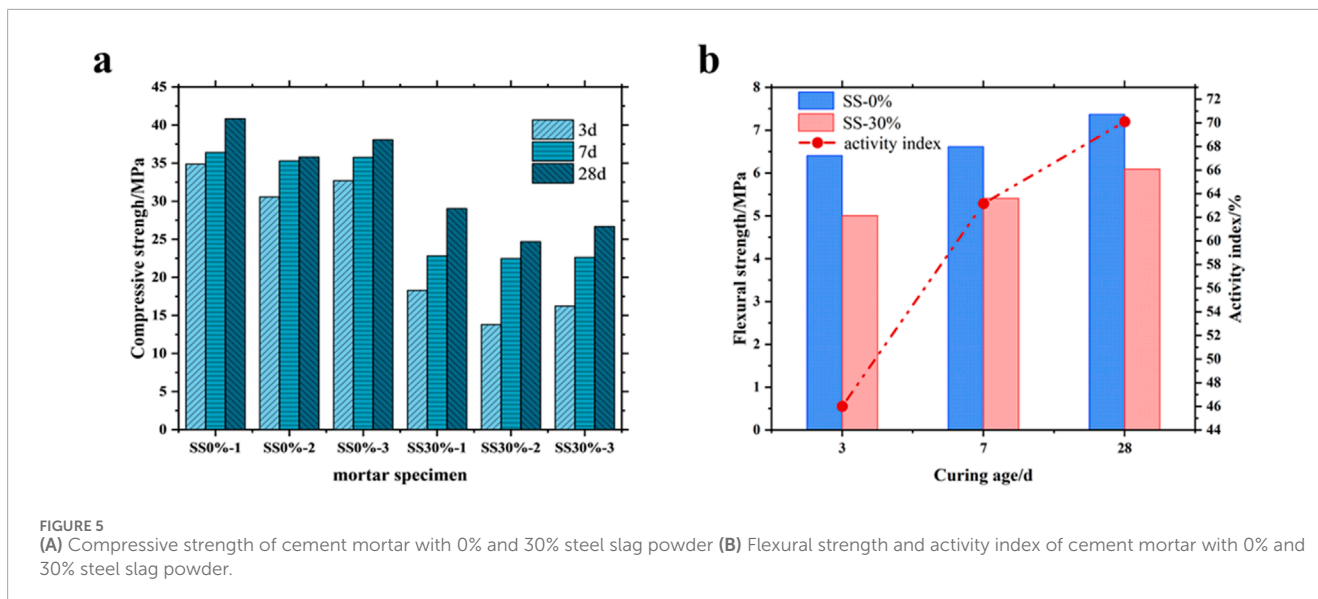 a
Compressive strengh/MPa
45
40
35
30
25
20
15
10
5
0
3d
7d
28d
SS0%-1 SS0%-2 SS0%-3 SS30%-1 SS30%-2 SS30%-3
mortar specimen
b
Flexural strength/MPa
8
7
6
5
4
3
2
1
0
SS-0%
SS-30%
activity index
72
70
68
66
64
62
60
58
56
54
52
50
48
46
44
Activity index/%
3 7 28
Curing age/d
FIGURE 5
(A) Compressive strength of cement mortar with 0% and 30% steel slag powder (B) Flexural strength and activity index of cement mortar with 0% and
30% steel slag powder.